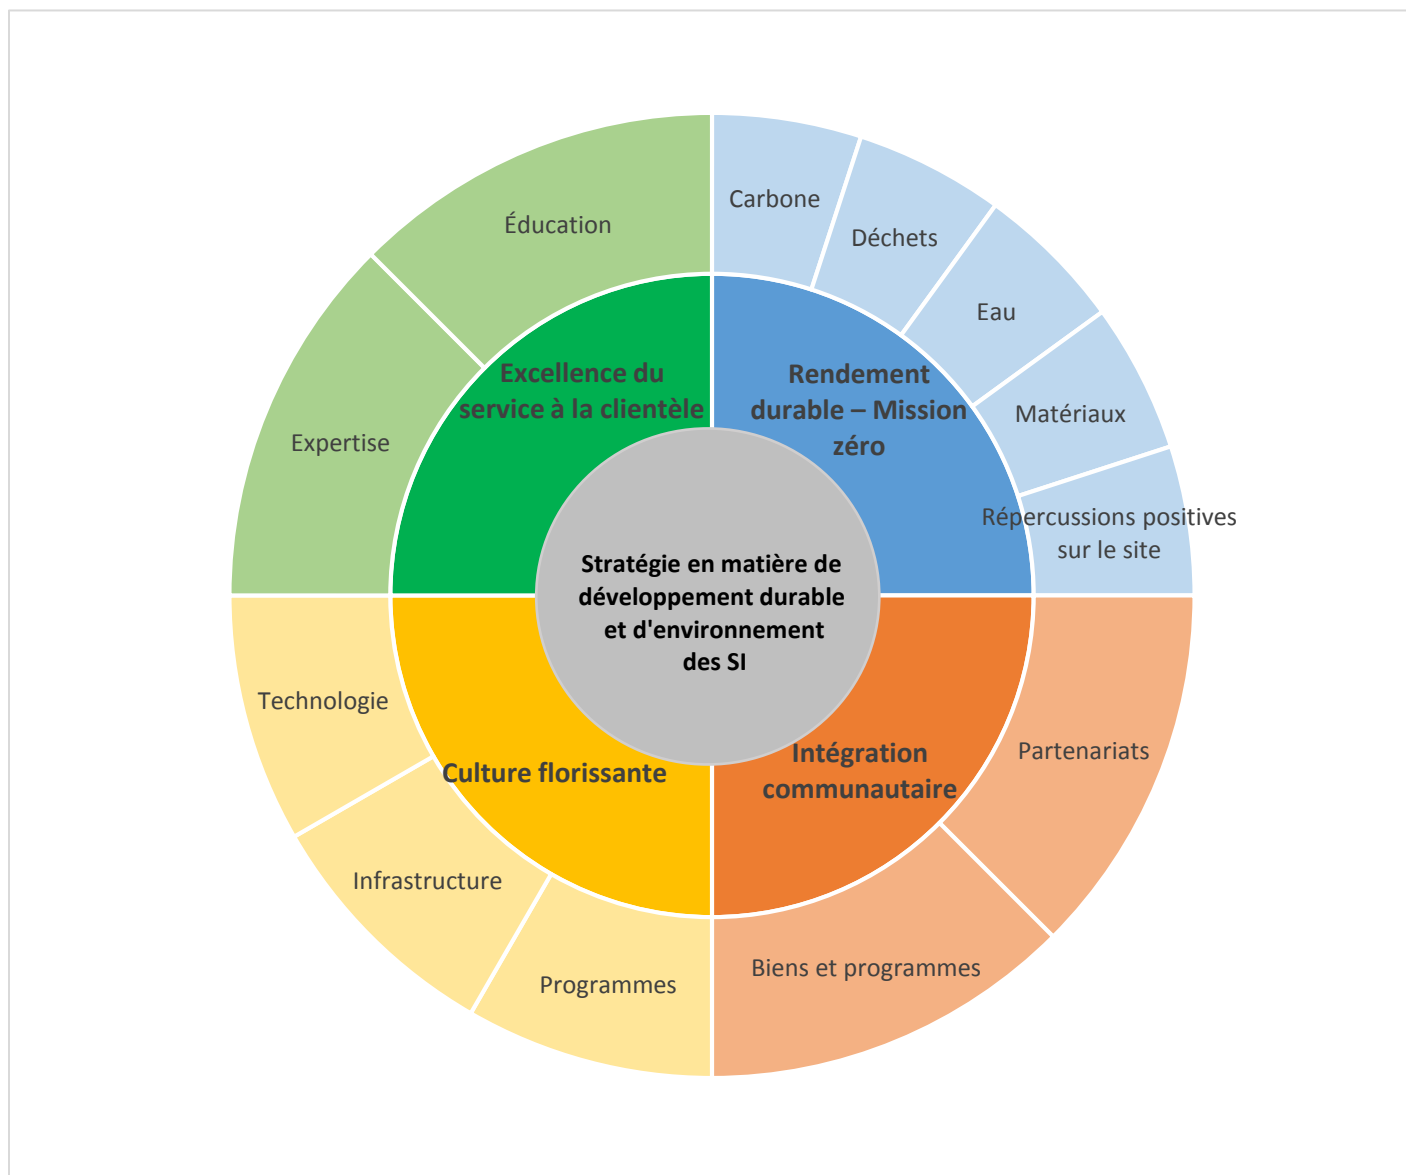 Carbone
Déchets
Eau
Matériaux
Répercussions positives
sur le site
Rendement
durable – Mission
zéro
Partenariats
Biens et programmes
Intégration
communautaire
Programmes
Infrastructure
Technologie
Culture florissante
Expertise
Éducation
Excellence du
service à la clientèle
Stratégie en matière de
développement durable
et d'environnement
des SI